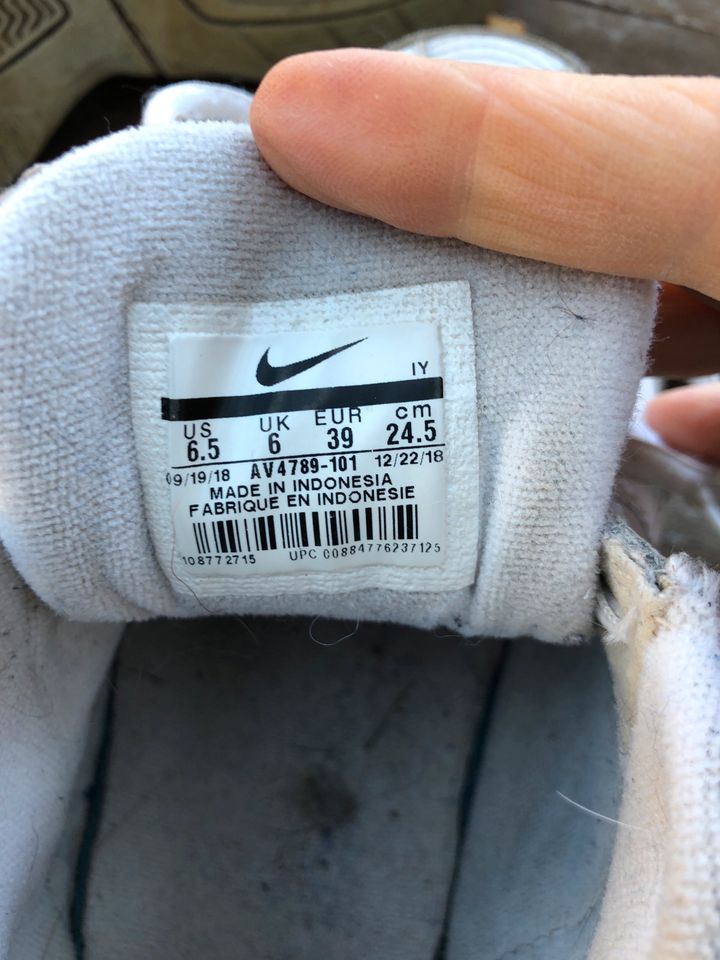 IY
US UK EUR cm
6.5 6 39 24.5
09/19/18 AV4789-101 12/22/18
MADE IN INDONESIA
FABRIQUE EN INDONESIE
108772715 UPC 00884776237125